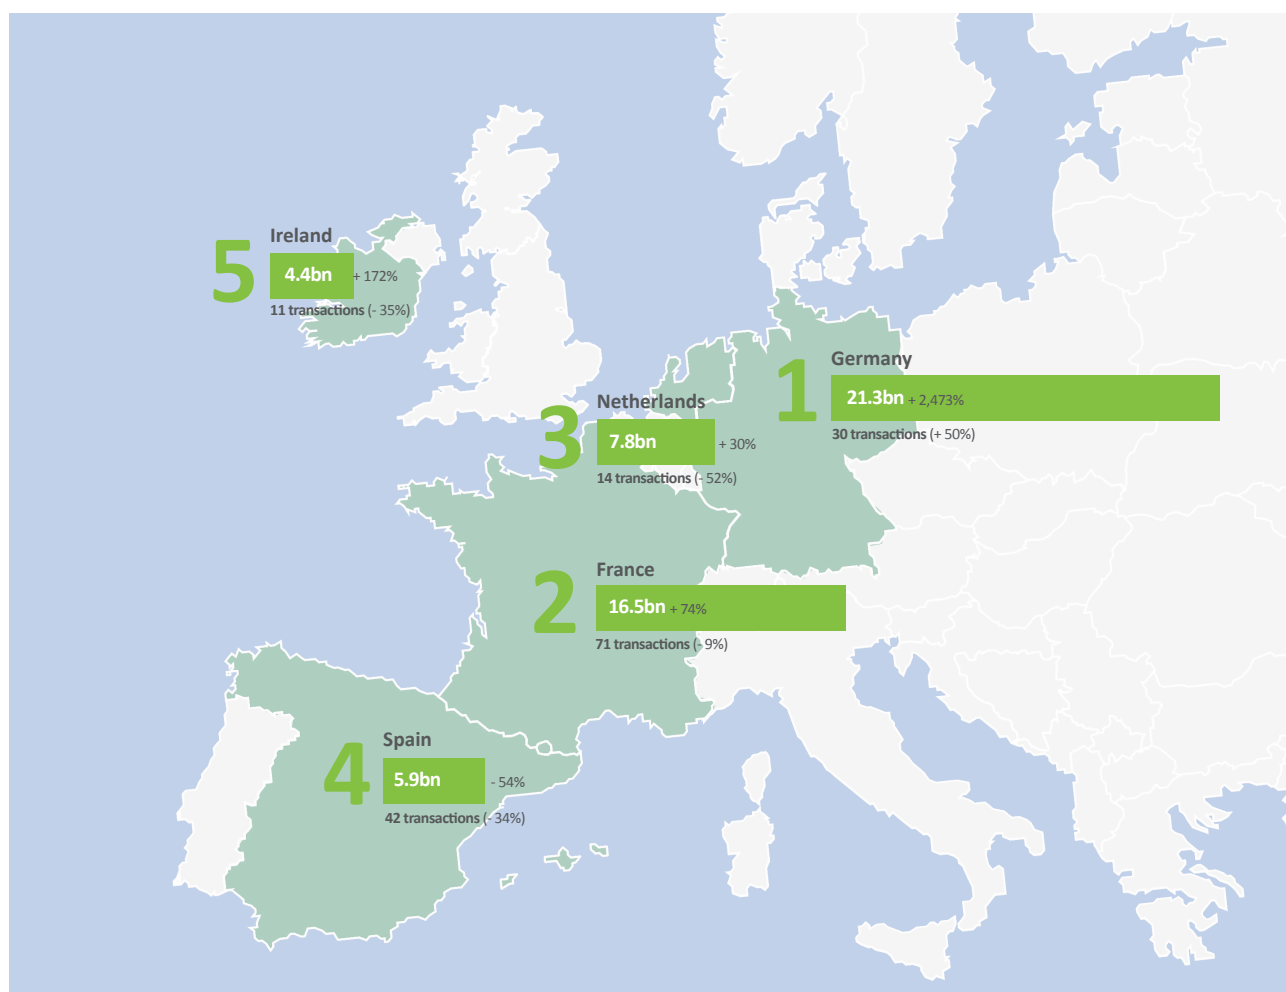 5
Ireland
4.4bn + 172%
11 transactions (- 35%)
1
Germany
21.3bn + 2,473%
30 transactions (+ 50%)
3
Netherlands
7.8bn + 30%
14 transactions (- 52%)
2
France
16.5bn + 74%
71 transactions (- 9%)
4
Spain
5.9bn - 54%
42 transactions (- 34%)